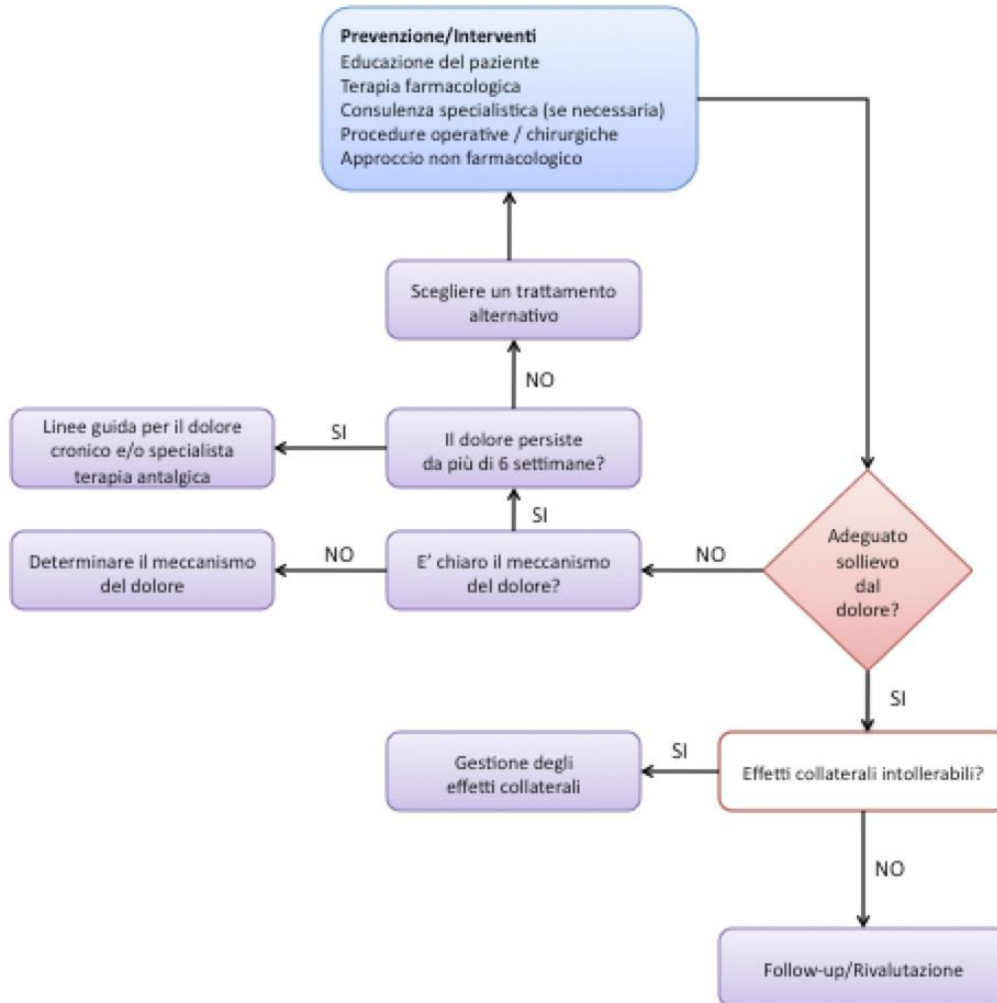 Prevenzione/Interventi
Educazione del paziente
Terapia farmacologica
Consulenza specialistica (se necessaria)
Procedure operative / chirurgiche
Approccio non farmacologico
Scegliere un trattamento
alternativo
NO
Linee guida per il dolore
cronico e/o specialista
terapia antalgica
SI
Il dolore persiste
da più di 6 settimane?
SI
Determinare il meccanismo
del dolore
NO
E' chiaro il meccanismo
del dolore?
NO
Adeguato
sollievo
dal
dolore?
SI
Gestione degli
effetti collaterali
SI
Effetti collaterali intollerabili?
NO
Follow-up/Rivalutazione